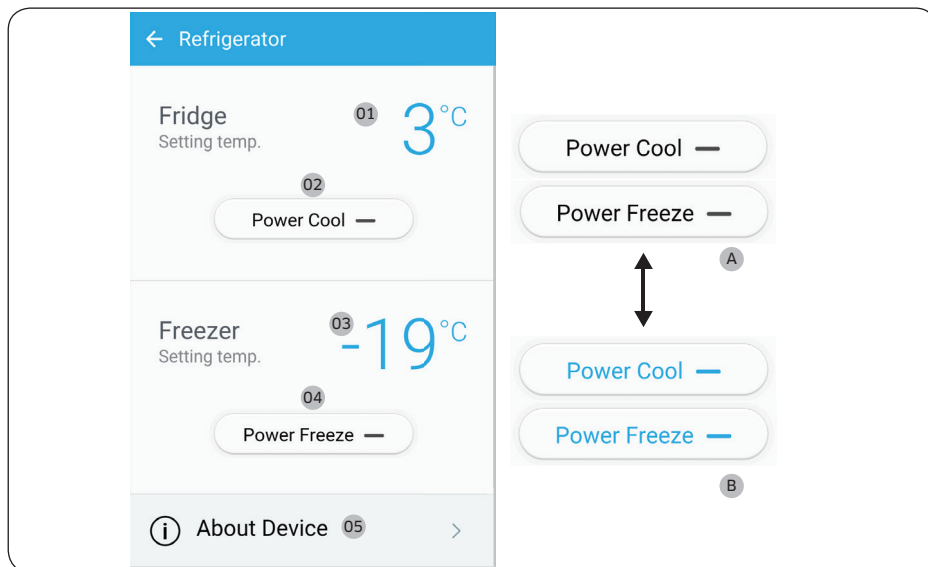 ← Refrigerator
Fridge 01 3°C
Setting temp.
02
Power Cool —
Freezer 03 -19°C
Setting temp.
04
Power Freeze —
i About Device 05 >
Power Cool —
Power Freeze —
A
Power Cool —
Power Freeze —
B